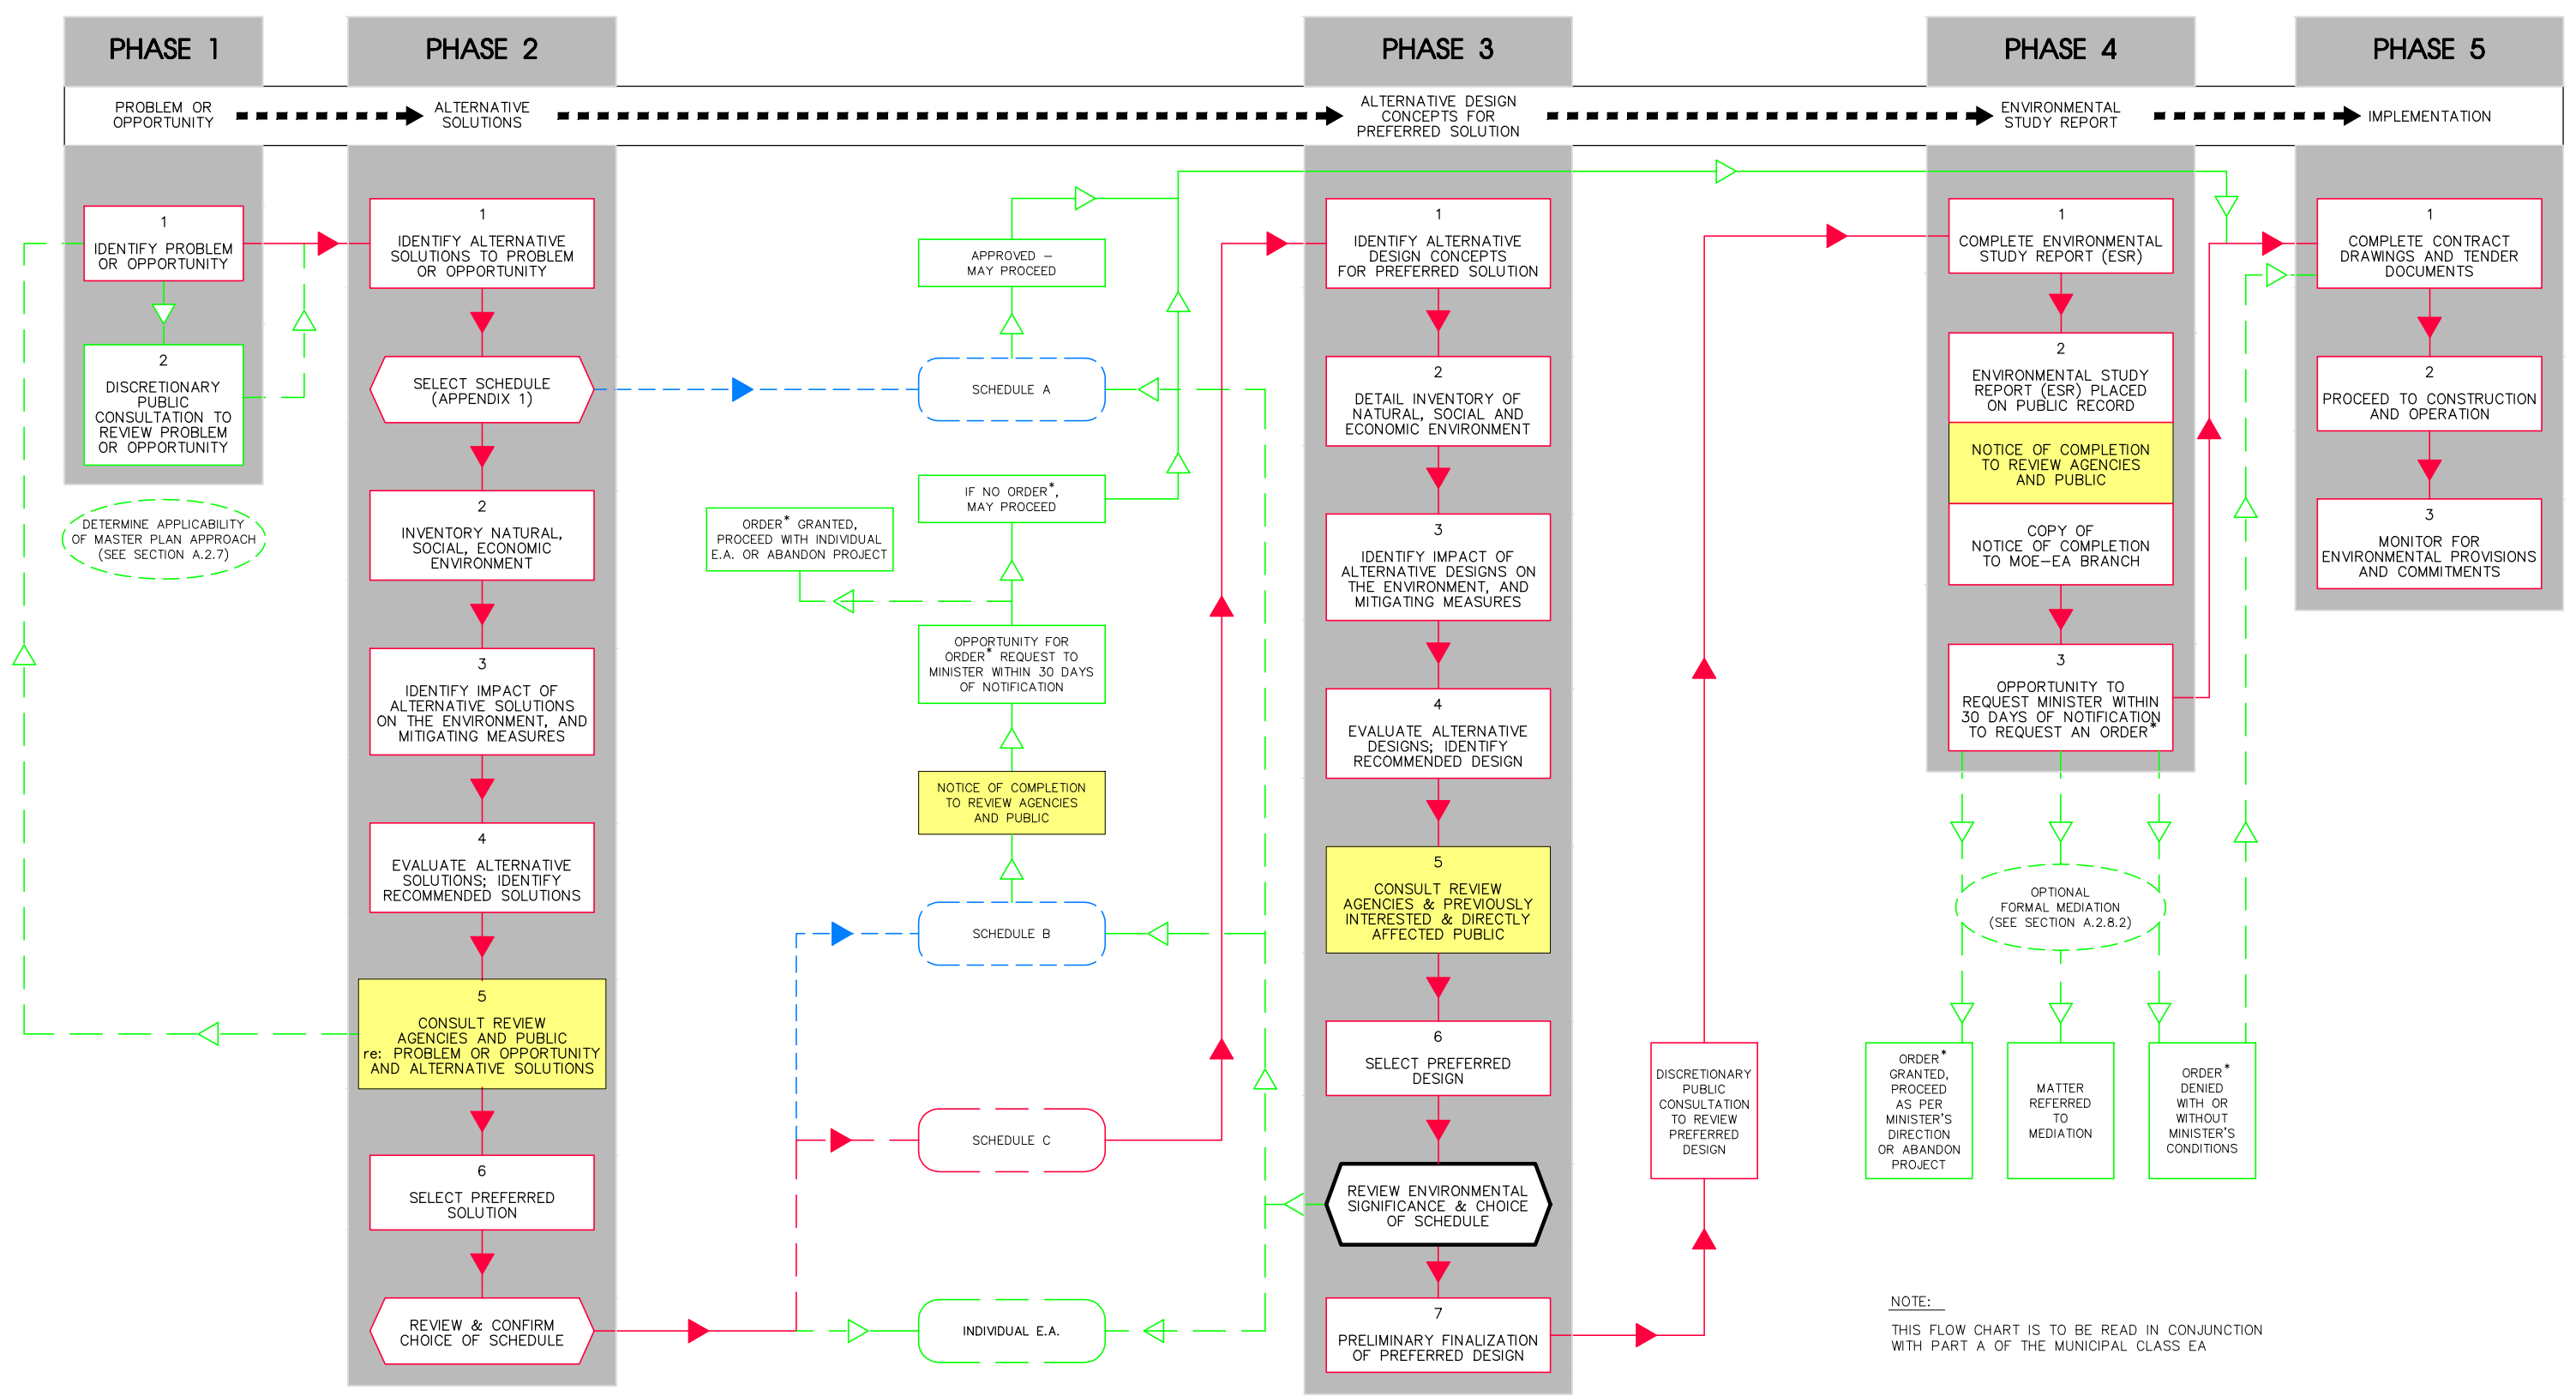 PHASE 1
PHASE 2
PHASE 3
PHASE 4
PHASE 5
PROBLEM OR
OPPORTUNITY
ALTERNATIVE
SOLUTIONS
ALTERNATIVE DESIGN
CONCEPTS FOR
PREFERRED SOLUTION
ENVIRONMENTAL
STUDY REPORT
IMPLEMENTATION
1
IDENTIFY PROBLEM
OR OPPORTUNITY
2
DISCRETIONARY
PUBLIC
CONSULTATION TO
REVIEW PROBLEM
OR OPPORTUNITY
DETERMINE APPLICABILITY
OF MASTER PLAN APPROACH
(SEE SECTION A.2.7)
1
IDENTIFY ALTERNATIVE
SOLUTIONS TO PROBLEM
OR OPPORTUNITY
SELECT SCHEDULE
(APPENDIX 1)
2
INVENTORY NATURAL,
SOCIAL, ECONOMIC
ENVIRONMENT
3
IDENTIFY IMPACT OF
ALTERNATIVE SOLUTIONS
ON THE ENVIRONMENT, AND
MITIGATING MEASURES
4
EVALUATE ALTERNATIVE
SOLUTIONS; IDENTIFY
RECOMMENDED SOLUTIONS
5
CONSULT REVIEW
AGENCIES AND PUBLIC
re: PROBLEM OR OPPORTUNITY
AND ALTERNATIVE SOLUTIONS
6
SELECT PREFERRED
SOLUTION
REVIEW & CONFIRM
CHOICE OF SCHEDULE
APPROVED –
MAY PROCEED
SCHEDULE A
IF NO ORDER*,
MAY PROCEED
ORDER* GRANTED,
PROCEED WITH INDIVIDUAL
E.A. OR ABANDON PROJECT
OPPORTUNITY FOR
ORDER* REQUEST TO
MINISTER WITHIN 30 DAYS
OF NOTIFICATION
NOTICE OF COMPLETION
TO REVIEW AGENCIES
AND PUBLIC
SCHEDULE B
SCHEDULE C
INDIVIDUAL E.A.
1
IDENTIFY ALTERNATIVE
DESIGN CONCEPTS
FOR PREFERRED SOLUTION
2
DETAIL INVENTORY OF
NATURAL, SOCIAL AND
ECONOMIC ENVIRONMENT
3
IDENTIFY IMPACT OF
ALTERNATIVE DESIGNS ON
THE ENVIRONMENT, AND
MITIGATING MEASURES
4
EVALUATE ALTERNATIVE
DESIGNS; IDENTIFY
RECOMMENDED DESIGN
5
CONSULT REVIEW
AGENCIES & PREVIOUSLY
INTERESTED & DIRECTLY
AFFECTED PUBLIC
6
SELECT PREFERRED
DESIGN
REVIEW ENVIRONMENTAL
SIGNIFICANCE & CHOICE
OF SCHEDULE
7
PRELIMINARY FINALIZATION
OF PREFERRED DESIGN
DISCRETIONARY
PUBLIC
CONSULTATION
TO REVIEW
PREFERRED
DESIGN
1
COMPLETE ENVIRONMENTAL
STUDY REPORT (ESR)
2
ENVIRONMENTAL STUDY
REPORT (ESR) PLACED
ON PUBLIC RECORD
NOTICE OF COMPLETION
TO REVIEW AGENCIES
AND PUBLIC
COPY OF
NOTICE OF COMPLETION
TO MOE–EA BRANCH
3
OPPORTUNITY TO
REQUEST MINISTER WITHIN
30 DAYS OF NOTIFICATION
TO REQUEST AN ORDER*
OPTIONAL
FORMAL MEDIATION
(SEE SECTION A.2.8.2)
ORDER*
GRANTED,
PROCEED
AS PER
MINISTER'S
DIRECTION
OR ABANDON
PROJECT
MATTER
REFERRED
TO
MEDIATION
ORDER*
DENIED
WITH OR
WITHOUT
MINISTER'S
CONDITIONS
1
COMPLETE CONTRACT
DRAWINGS AND TENDER
DOCUMENTS
2
PROCEED TO CONSTRUCTION
AND OPERATION
3
MONITOR FOR
ENVIRONMENTAL PROVISIONS
AND COMMITMENTS
NOTE:
THIS FLOW CHART IS TO BE READ IN CONJUNCTION
WITH PART A OF THE MUNICIPAL CLASS EA